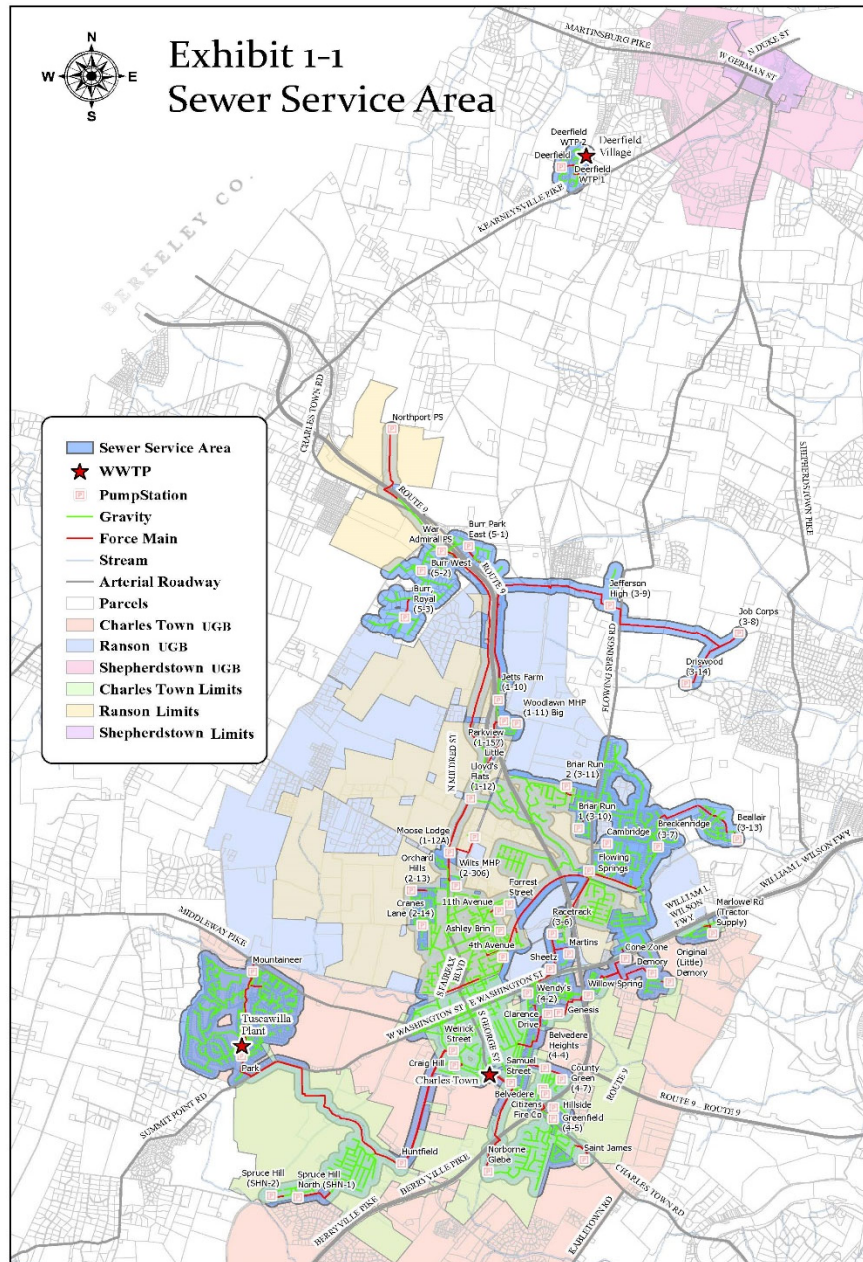 N
W
E
S
Exhibit 1-1
Sewer Service Area
MARTINSBURG PIKE
N DUKE ST
W GERMAN ST
Deerfield
WTP 2
Deerfield
Village
Deerfield
Deerfield
WTP 1
KEARNEYSVILLE PIKE
BERKELEY CO.
CHARLES TOWN RD
SHEPHERDSTOWN PIKE
Northport PS
ROUTE 9
Sewer Service Area
WWTP
PumpStation
Gravity
Force Main
Stream
Arterial Roadway
Parcels
Charles Town UGB
Ranson UGB
Shepherdstown UGB
Charles Town Limits
Ranson Limits
Shepherdstown Limits
War
Admiral PS
Burr Park
East (5-1)
Burr West
(5-2)
ROUTE 9
Burr
Royal
(5-3)
Jefferson
High (3-9)
Job Corps
(3-8)
Driswood
(3-14)
FLOWING SPRINGS RD
Jetts Farm
(1-10)
Woodlawn MHP
(1-11) Big
Parkview
(1-157)
Little
N MILDRED ST
Lloyd's
Flats
(1-12)
Briar Run
2 (3-11)
Briar Run
1 (3-10)
Breckenridge
(3-7)
Beallair
(3-13)
Cambridge
Moose Lodge
(1-12A)
Flowing
Springs
Wilts MHP
(2-306)
Orchard
Hills
(2-13)
Forrest
Street
11th Avenue
WILLIAM L WILSON FWY
WILLIAM L
WILSON
FWY
Cranes
Lane (2-14)
Marlowe Rd
(Tractor
Supply)
Racetrack
(3-6)
Ashley Brin
4th Avenue
MIDDLEWAY PIKE
Martins
Cone Zone
Original
(Little)
Demory
Demory
Sheetz
Mountaineer
S FAIRFAX
BLVD
Willow Spring
Wendy's
(4-2)
E WASHINGTON ST
W WASHINGTON ST
Genesis
Tuscawilla
Plant
Clarence
Drive
S GEORGE ST
Weirick
Street
Belvedere
Heights
(4-4)
Park
Craig Hill
Samuel
Street
County
Green
(4-7)
ROUTE 9
Charles Town
Belvedere
Citizens
Fire Co
Hillside
ROUTE 9
ROUTE 9
SUMMIT POINT RD
Greenfield
(4-5)
Huntfield
Norborne
Glebe
Saint James
BERRYVILLE PIKE
Spruce Hill
(SHN-2)
Spruce Hill
North (SHN-1)
CHARLES TOWN RD
BERRYVILLE PIKE
KABLETOWN RD